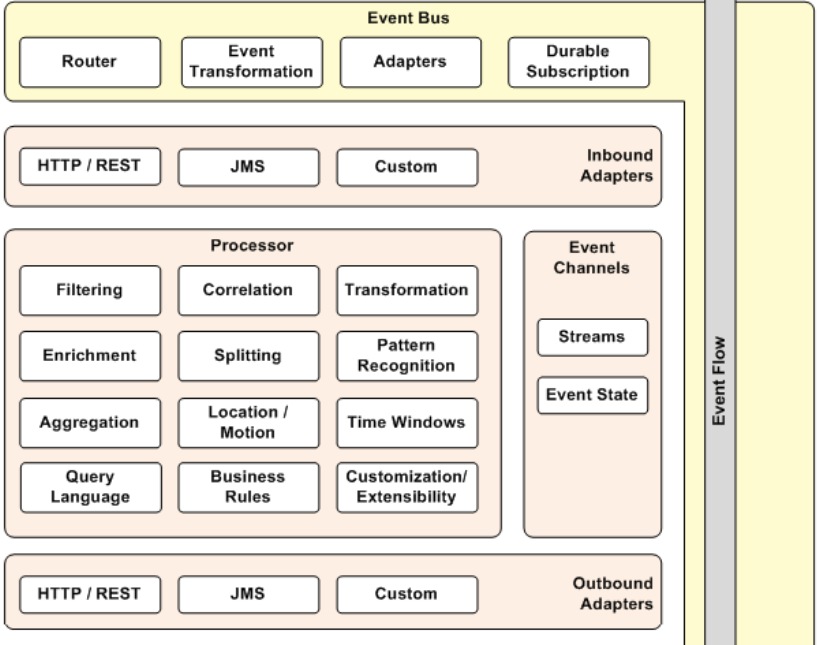 Event Bus
Router
Event
Transformation
Adapters
Durable
Subscription
HTTP / REST
JMS
Custom
Inbound
Adapters
Processor
Filtering
Correlation
Transformation
Enrichment
Splitting
Pattern
Recognition
Aggregation
Location /
Motion
Time Windows
Query
Language
Business
Rules
Customization/
Extensibility
Event
Channels
Streams
Event State
Event Flow
HTTP / REST
JMS
Custom
Outbound
Adapters